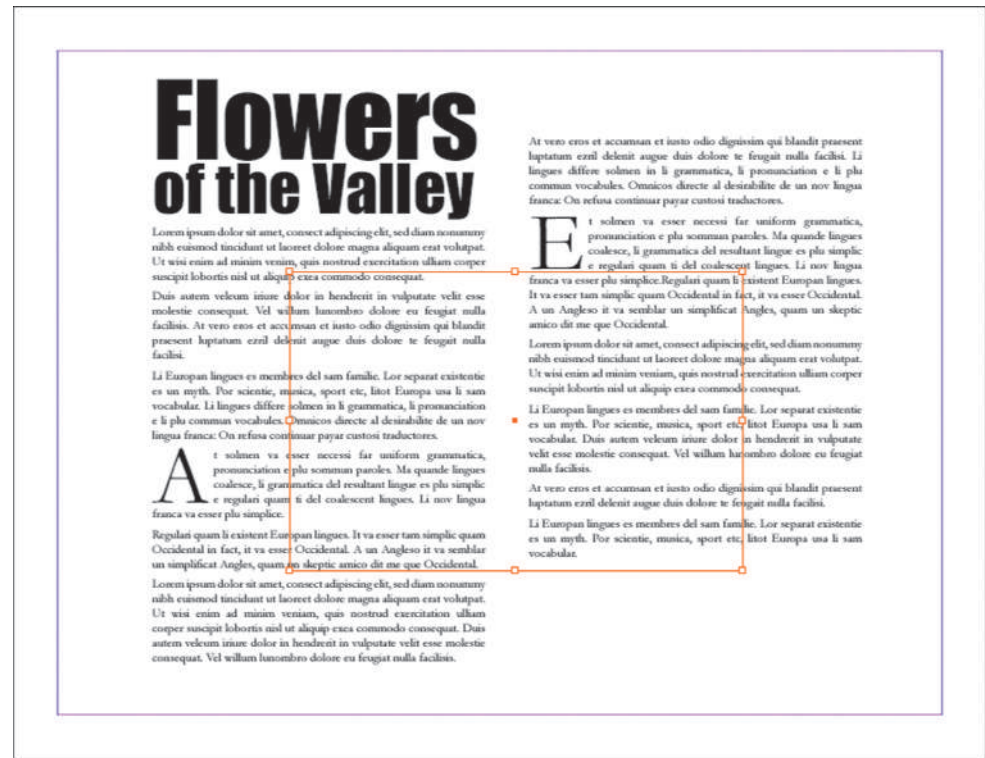 Flowers
of the Valley
Lorem ipsum dolor sit amet, consect adipiscing elit, sed diam nonummy
nibh euismod tincidunt ut laoreet dolore magna aliquam erat volutpat.
Ut wisi enim ad minim venim, quis nostrud exercitation ulliam corper
suscipit lobortis nisl ut aliquip exea commodo consequat.
Duis autem veleum iriure dolor in hendrerit in vulputate velit esse
molestie consequat. Vel willum lunombro dolore eu feugiat nulla
facilisis. At vero eros et accumsan et iusto odio dignissim qui blandit
praesent luptatum ezril delenit augue duis dolore te feugait nulla
facilisi.
Li Europan lingues es membres del sam familie. Lor separat existentie
es un myth. Por scientie, musica, sport etc, litot Europa usa li sam
vocabular. Li lingues differe solmen in li grammatica, li pronunciation
e li plu commun vocabules. Omnicos directe al desirabilite de un nov
lingua franca: On refusa continuar payar custosi traductores.
A
t solmen va esser necessi far uniform grammatica,
pronunciation e plu sommun paroles. Ma quande lingues
coalesce, li grammatica del resultant lingue es plu simplic
e regulari quam ti del coalescent lingues. Li nov lingua
franca va esser plu simplice.
Regulari quam li existent Europan lingues. It va esser tam simplic quam
Occidental in fact, it va esser Occidental. A un Angleso it va semblar
un simplificat Angles, quam un skeptic amico dit me que Occidental.
Lorem ipsum dolor sit amet, consect adipiscing elit, sed diam nonummy
nibh euismod tincidunt ut laoreet dolore magna aliquam erat volutpat.
Ut wisi enim ad minim veniam, quis nostrud exercitation ulliam
corper suscipit lobortis nisl ut aliquip exea commodo consequat. Duis
autem veleum iriure dolor in hendrerit in vulputate velit esse molestie
consequat. Vel willum lunombro dolore eu feugiat nulla facilisis.
At vero eros et accumsan et iusto odio dignissim qui blandit praesent
luptatum ezril delenit augue duis dolore te feugait nulla facilisi. Li
lingues differe solmen in li grammatica, li pronunciation e li plu
commun vocabules. Omnicos directe al desirabilite de un nov lingua
franca: On refusa continuar payar custosi traductores.
E
t solmen va esser necessi far uniform grammatica,
pronunciation e plu sommun paroles. Ma quande lingues
coalesce, li grammatica del resultant lingue es plu simplic
e regulari quam ti del coalescent lingues. Li nov lingua
franca va esser plu simplice.Regulari quam li existent Europan lingues.
It va esser tam simplic quam Occidental in fact, it va esser Occidental.
A un Angleso it va semblar un simplificat Angles, quam un skeptic
amico dit me que Occidental.
Lorem ipsum dolor sit amet, consect adipiscing elit, sed diam nonummy
nibh euismod tincidunt ut laoreet dolore magna aliquam erat volutpat.
Ut wisi enim ad minim veniam, quis nostrud exercitation ulliam corper
suscipit lobortis nisl ut aliquip exea commodo consequat.
Li Europan lingues es membres del sam familie. Lor separat existentie
es un myth. Por scientie, musica, sport etc, litot Europa usa li sam
vocabular. Duis autem veleum iriure dolor in hendrerit in vulputate
velit esse molestie consequat. Vel willum lunombro dolore eu feugiat
nulla facilisis.
At vero eros et accumsan et iusto odio dignissim qui blandit praesent
luptatum ezril delenit augue duis dolore te feugait nulla facilisi.
Li Europan lingues es membres del sam familie. Lor separat existentie
es un myth. Por scientie, musica, sport etc, litot Europa usa li sam
vocabular.